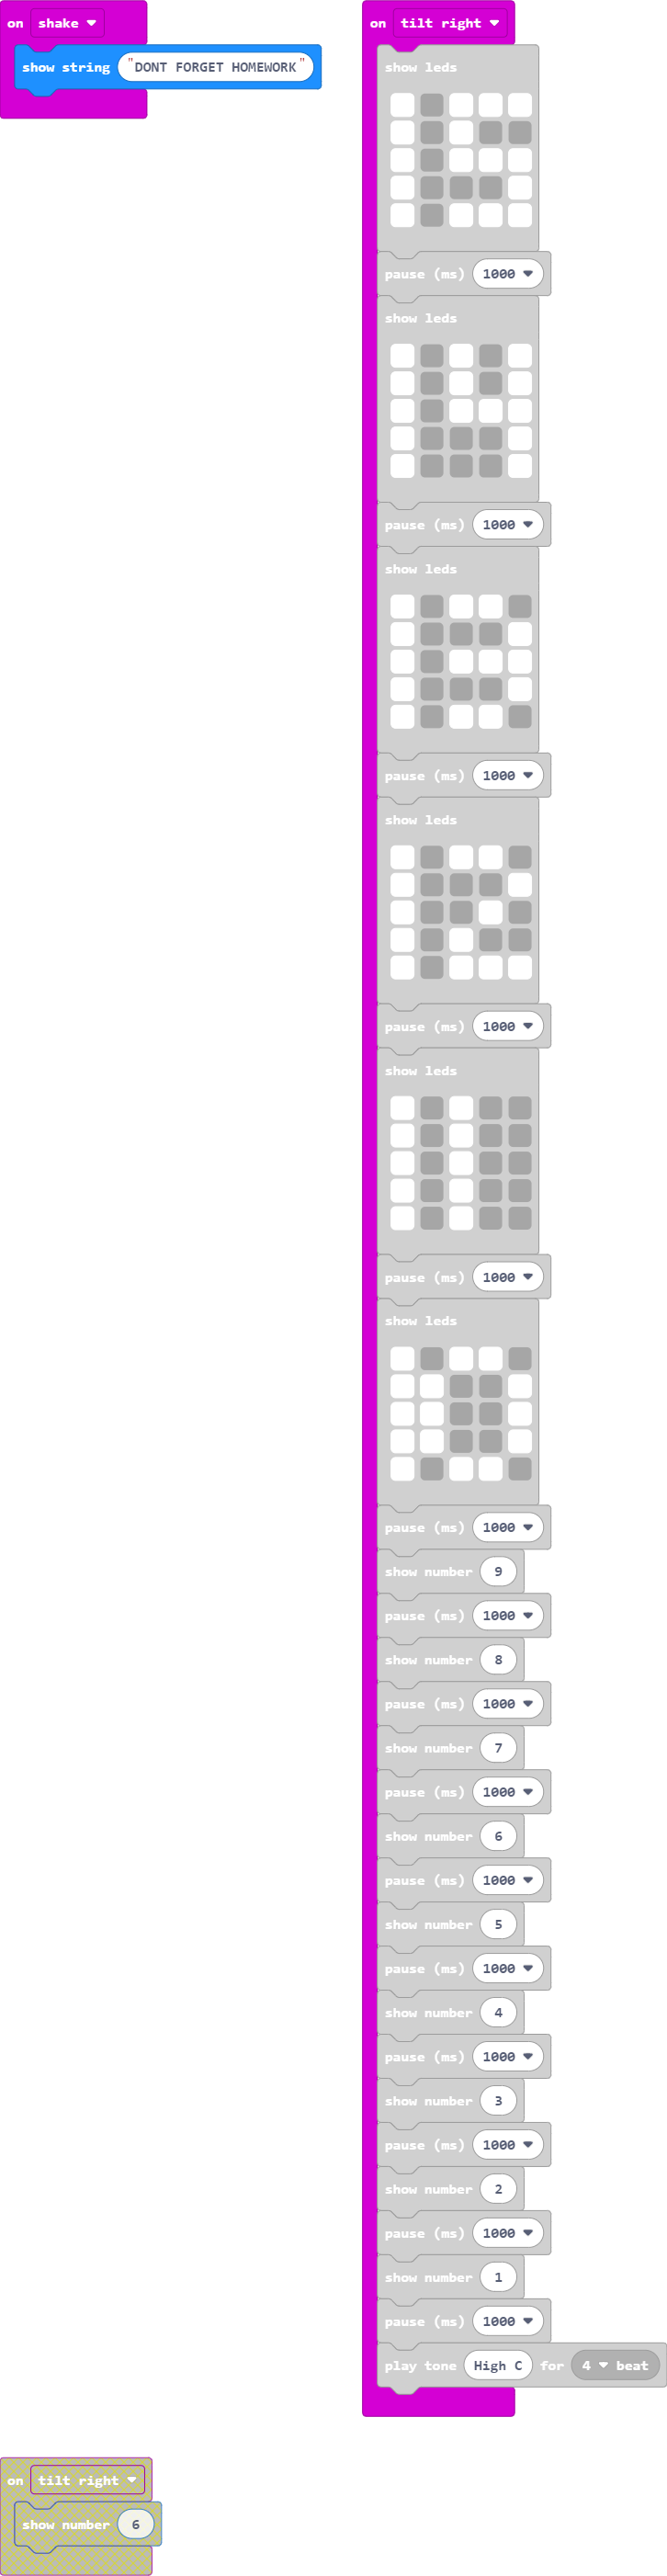 on shake
show string "DONT FORGET HOMEWORK"
on tilt right
show leds
pause (ms) 1000
show leds
pause (ms) 1000
show leds
pause (ms) 1000
show leds
pause (ms) 1000
show leds
pause (ms) 1000
show leds
pause (ms) 1000
show number 9
pause (ms) 1000
show number 8
pause (ms) 1000
show number 7
pause (ms) 1000
show number 6
pause (ms) 1000
show number 5
pause (ms) 1000
show number 4
pause (ms) 1000
show number 3
pause (ms) 1000
show number 2
pause (ms) 1000
show number 1
pause (ms) 1000
play tone High C for 4 beat
on tilt right
show number 6